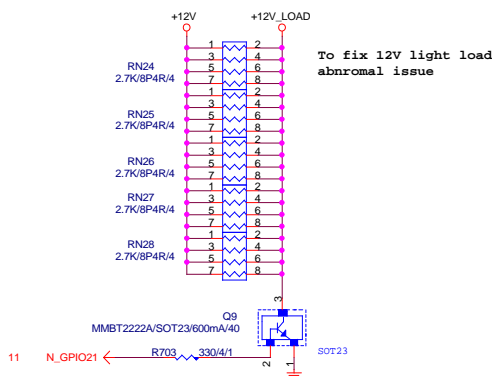 +12V +12V_LOAD
To fix 12V light load
abnromal issue
1 2
RN24 3 4
2.7K/8P4R/4 5 6
7 8
1 2
RN25 3 4
2.7K/8P4R/4 5 6
7 8
1 2
RN26 3 4
2.7K/8P4R/4 5 6
7 8
1 2
RN27 3 4
2.7K/8P4R/4 5 6
7 8
1 2
RN28 3 4
2.7K/8P4R/4 5 6
7 8
3
Q9
MMBT2222A/SOT23/600mA/40
SOT23
11 N_GPIO21 R703 330/4/1 2 1